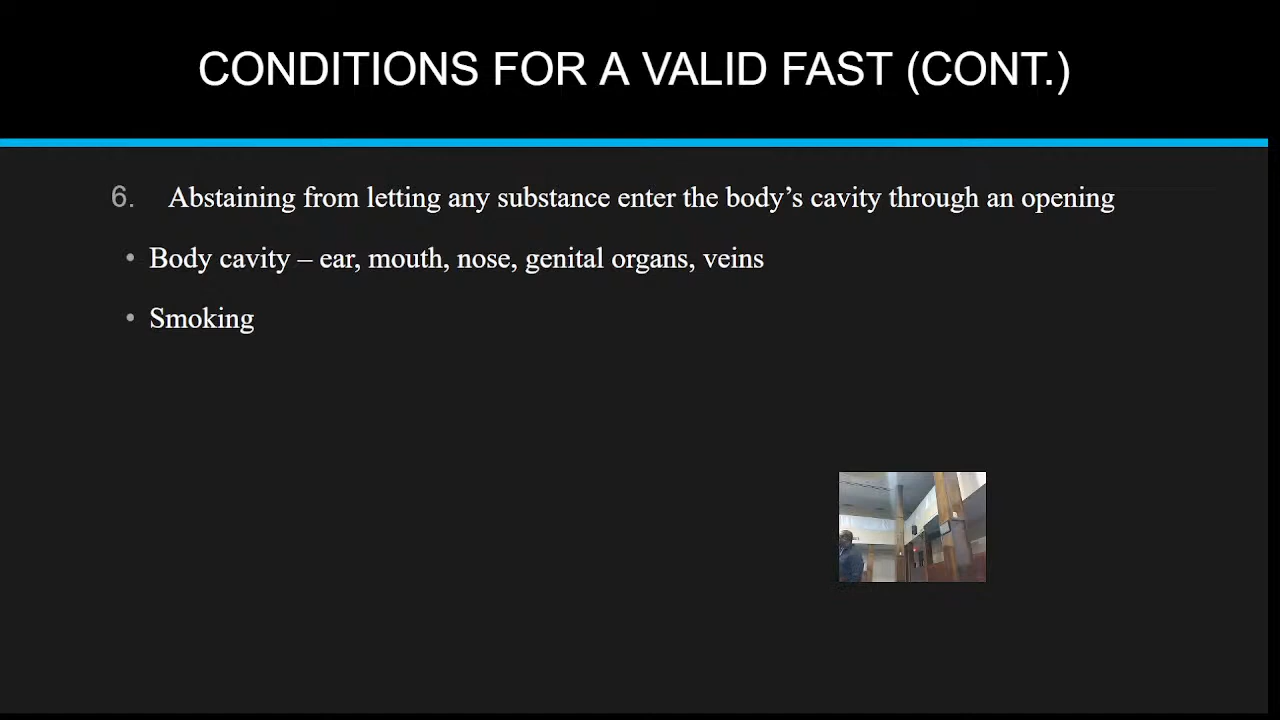 CONDITIONS FOR A VALID FAST (CONT.)
6. Abstaining from letting any substance enter the body’s cavity through an opening
• Body cavity – ear, mouth, nose, genital organs, veins
• Smoking